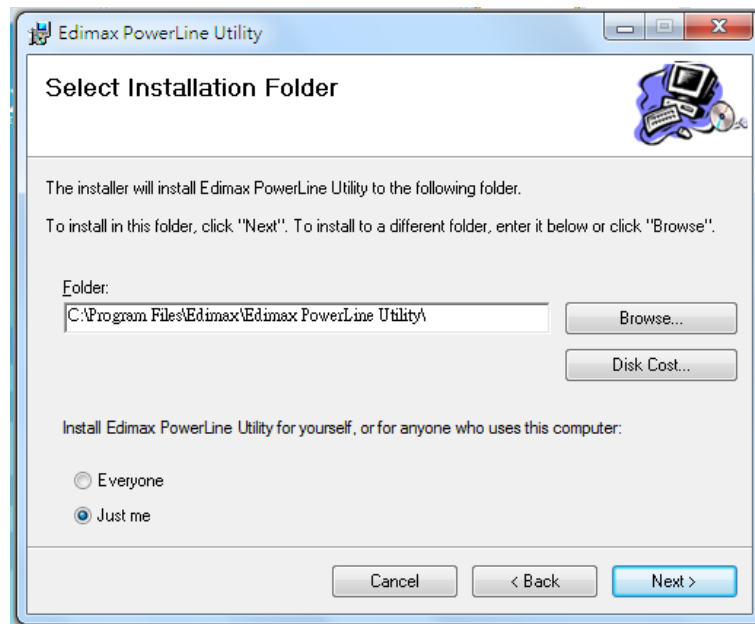 Edimax PowerLine Utility
Select Installation Folder
The installer will install Edimax PowerLine Utility to the following folder.
To install in this folder, click "Next". To install to a different folder, enter it below or click "Browse".
Folder:
C:\Program Files\Edimax\Edimax PowerLine Utility\
Browse...
Disk Cost...
Install Edimax PowerLine Utility for yourself, or for anyone who uses this computer:
Everyone
Just me
Cancel
< Back
Next >